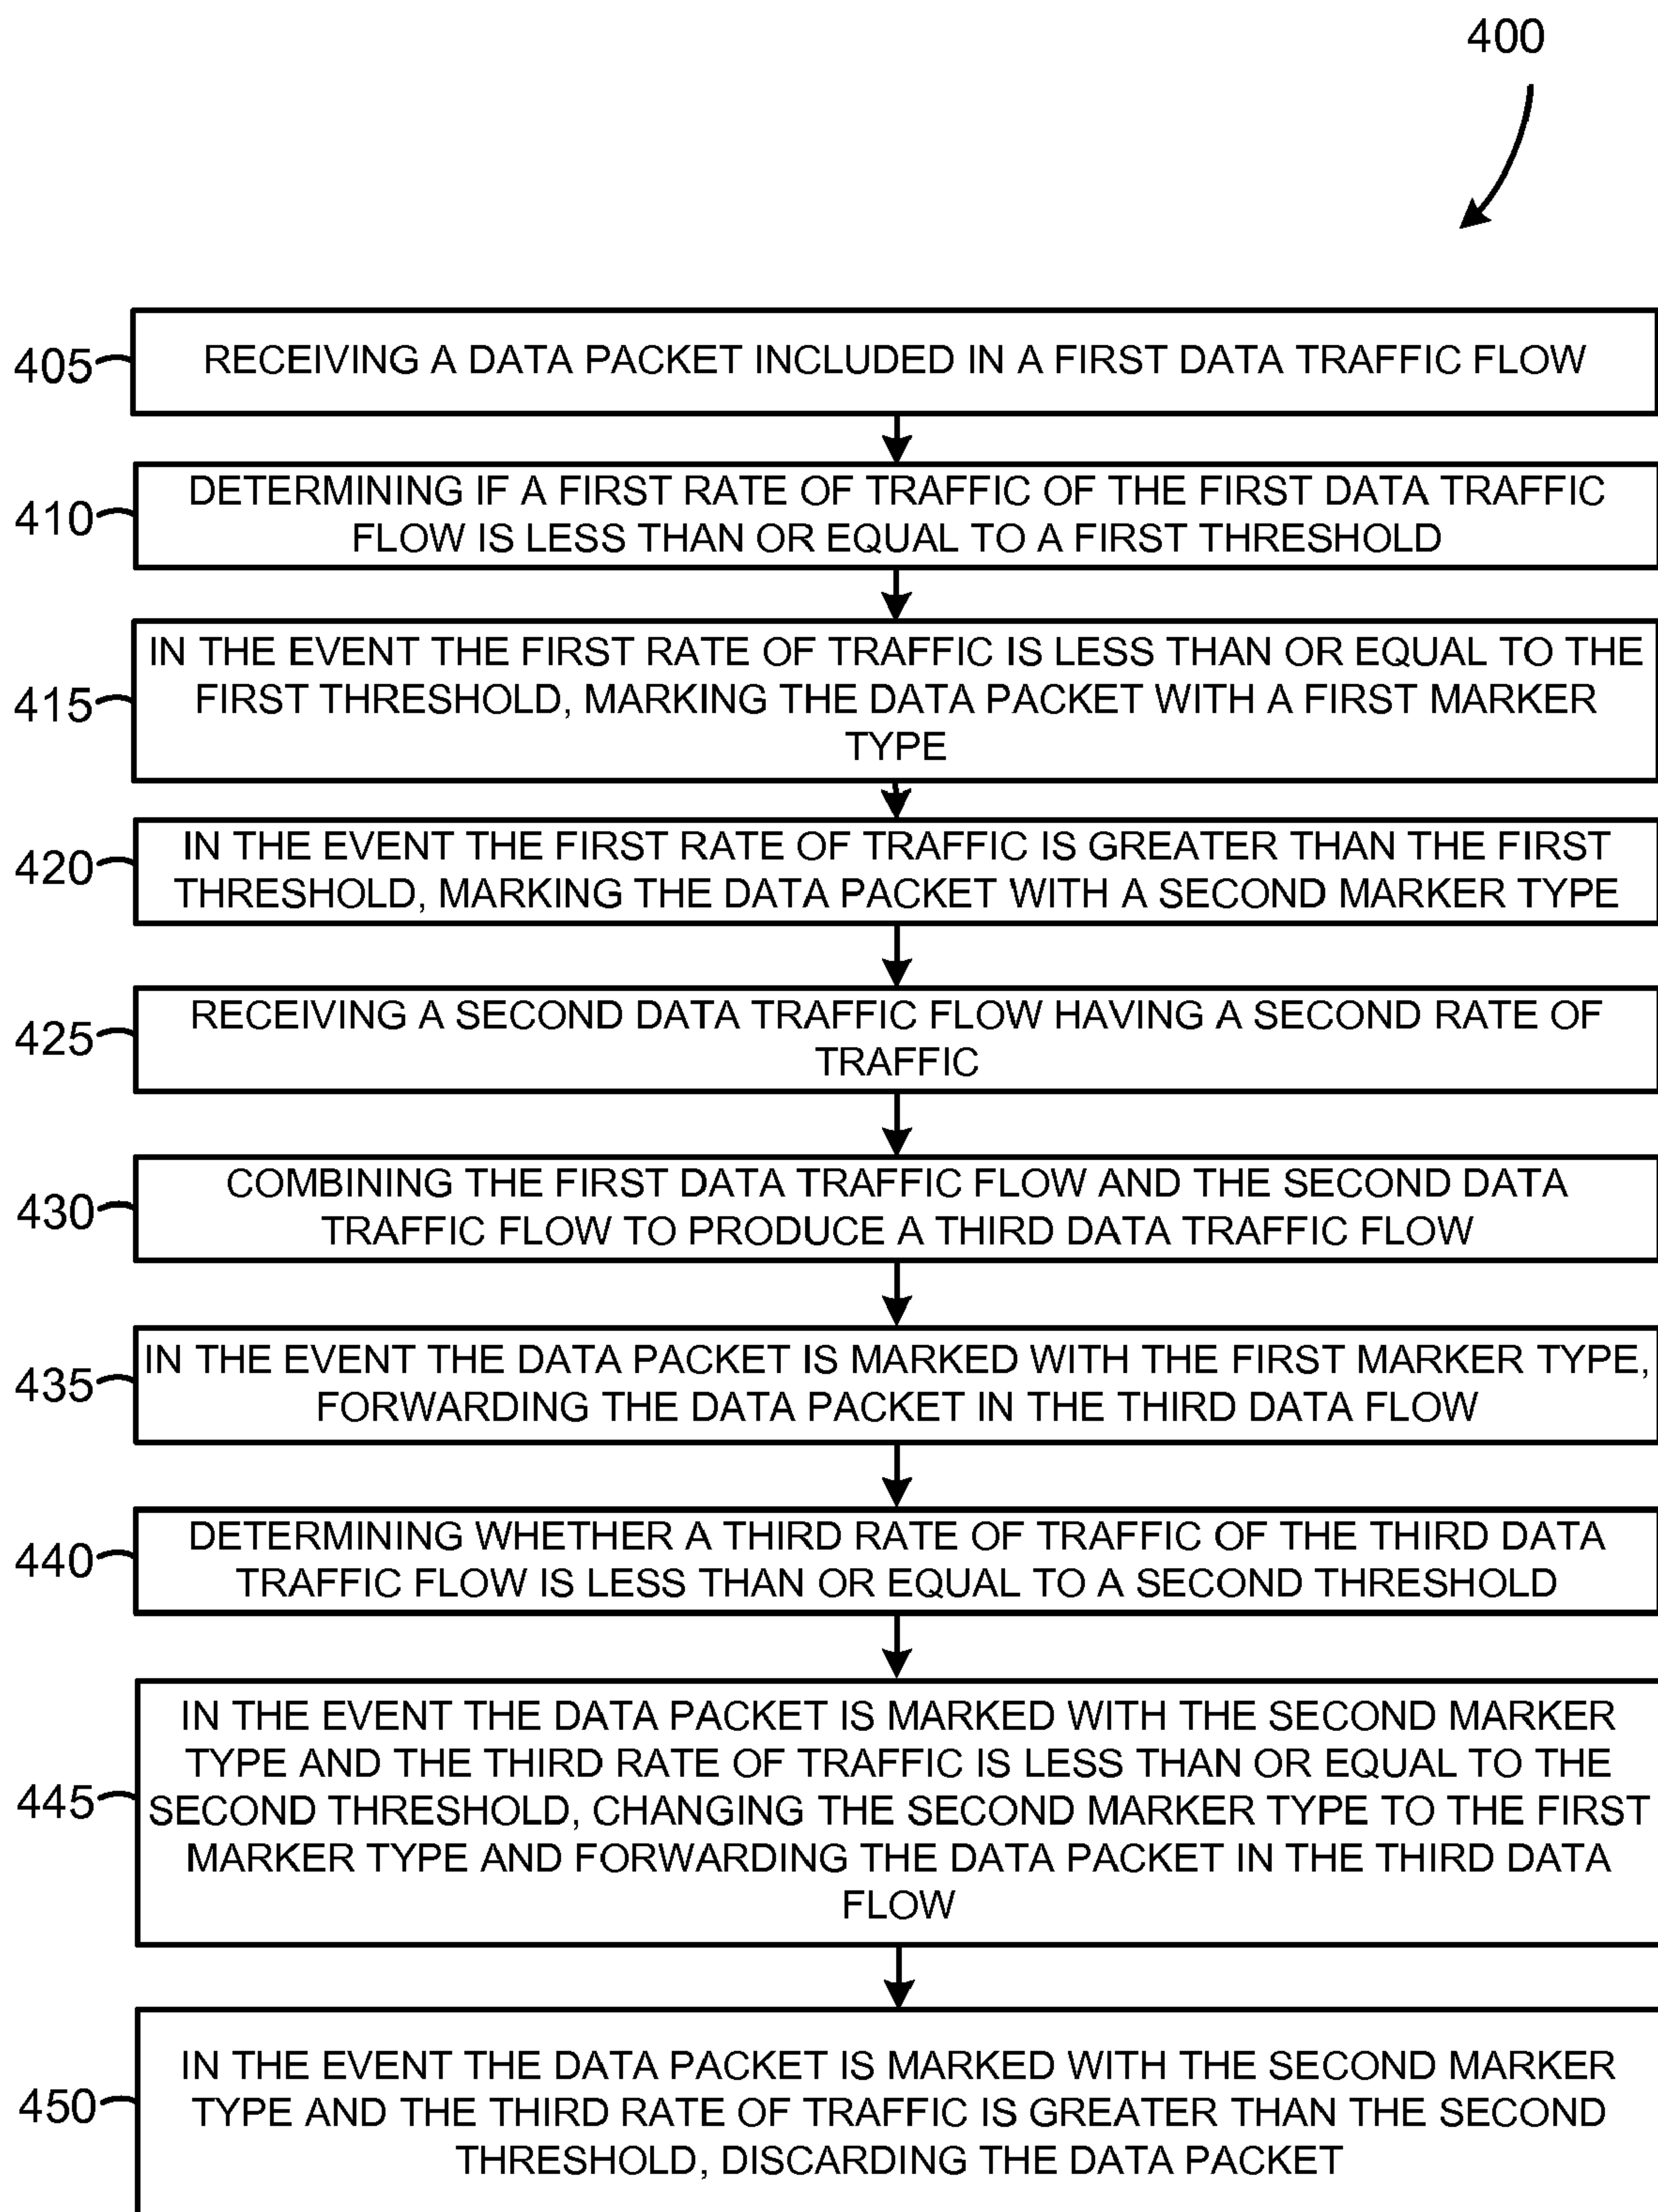 400
405
RECEIVING A DATA PACKET INCLUDED IN A FIRST DATA TRAFFIC FLOW
410
DETERMINING IF A FIRST RATE OF TRAFFIC OF THE FIRST DATA TRAFFIC
FLOW IS LESS THAN OR EQUAL TO A FIRST THRESHOLD
415
IN THE EVENT THE FIRST RATE OF TRAFFIC IS LESS THAN OR EQUAL TO THE
FIRST THRESHOLD, MARKING THE DATA PACKET WITH A FIRST MARKER
TYPE
420
IN THE EVENT THE FIRST RATE OF TRAFFIC IS GREATER THAN THE FIRST
THRESHOLD, MARKING THE DATA PACKET WITH A SECOND MARKER TYPE
425
RECEIVING A SECOND DATA TRAFFIC FLOW HAVING A SECOND RATE OF
TRAFFIC
430
COMBINING THE FIRST DATA TRAFFIC FLOW AND THE SECOND DATA
TRAFFIC FLOW TO PRODUCE A THIRD DATA TRAFFIC FLOW
435
IN THE EVENT THE DATA PACKET IS MARKED WITH THE FIRST MARKER TYPE,
FORWARDING THE DATA PACKET IN THE THIRD DATA FLOW
440
DETERMINING WHETHER A THIRD RATE OF TRAFFIC OF THE THIRD DATA
TRAFFIC FLOW IS LESS THAN OR EQUAL TO A SECOND THRESHOLD
445
IN THE EVENT THE DATA PACKET IS MARKED WITH THE SECOND MARKER
TYPE AND THE THIRD RATE OF TRAFFIC IS LESS THAN OR EQUAL TO THE
SECOND THRESHOLD, CHANGING THE SECOND MARKER TYPE TO THE FIRST
MARKER TYPE AND FORWARDING THE DATA PACKET IN THE THIRD DATA
FLOW
450
IN THE EVENT THE DATA PACKET IS MARKED WITH THE SECOND MARKER
TYPE AND THE THIRD RATE OF TRAFFIC IS GREATER THAN THE SECOND
THRESHOLD, DISCARDING THE DATA PACKET